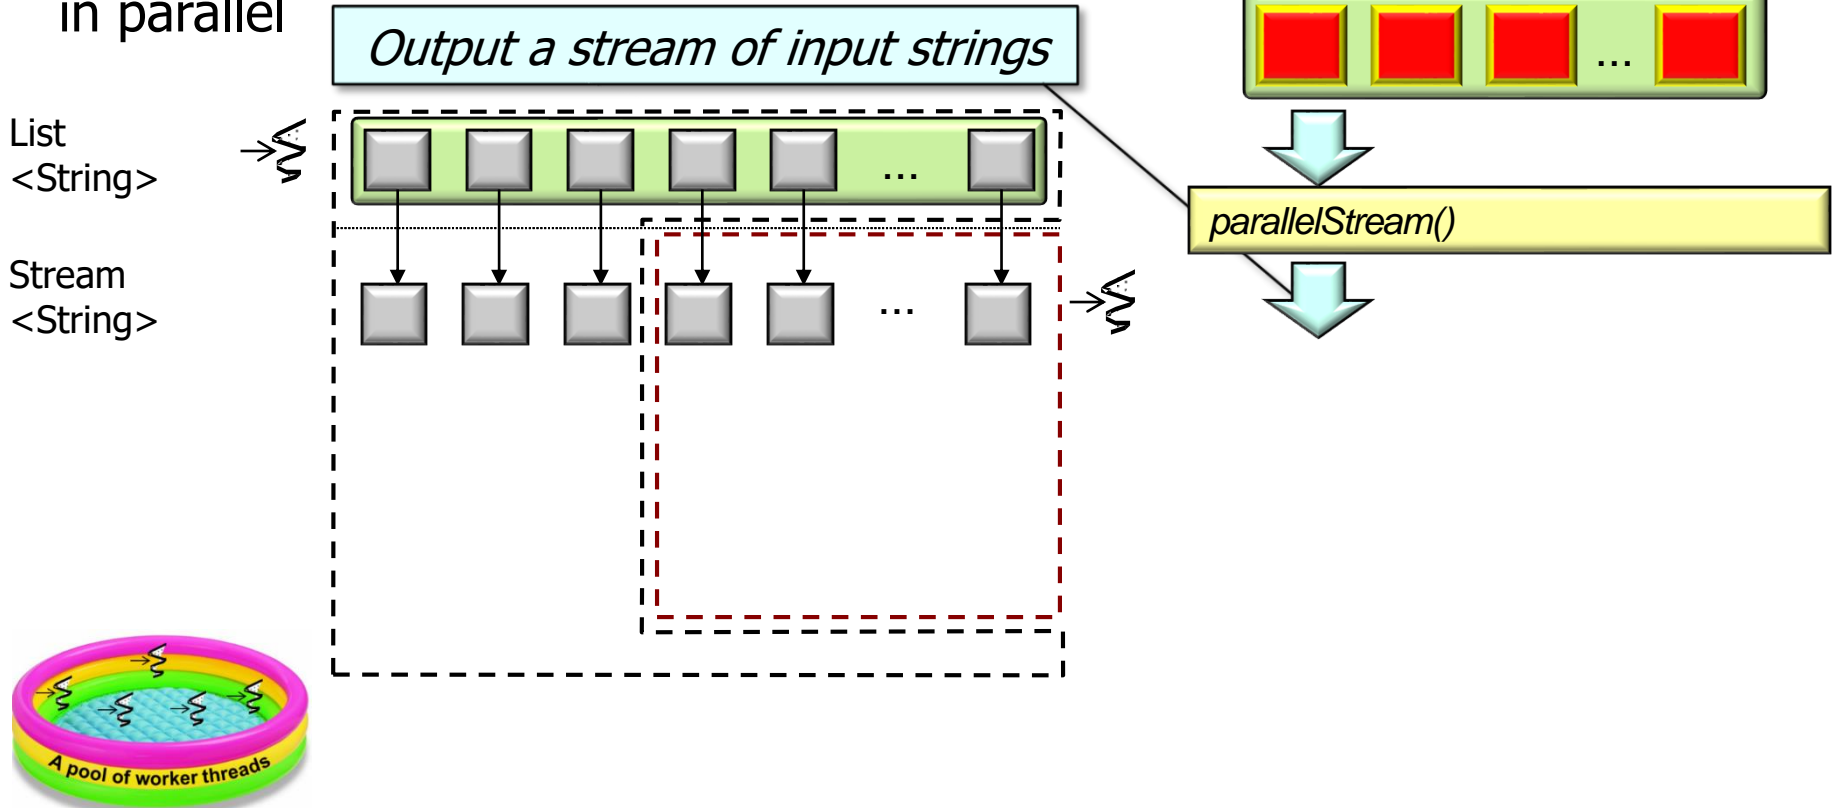 in parallel
Output a stream of input strings
...
List
<String>
...
parallelStream()
Stream
<String>
...
A pool of worker threads